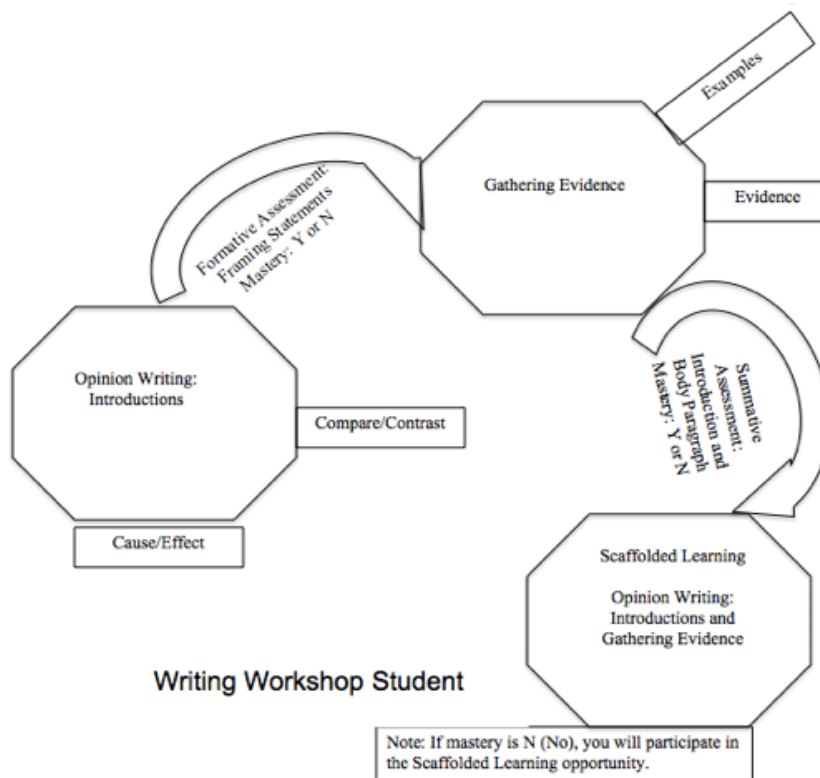 Examples
Gathering Evidence
Evidence
Formative Assessment:
Framing Statements
Mastery: Y or N
Opinion Writing:
Introductions
Compare/Contrast
Cause/Effect
Summative
Assessment:
Introduction and
Body Paragraph
Mastery: Y or N
Scaffolded Learning
Opinion Writing:
Introductions and
Gathering Evidence
Writing Workshop Student
Note: If mastery is N (No), you will participate in
the Scaffolded Learning opportunity.